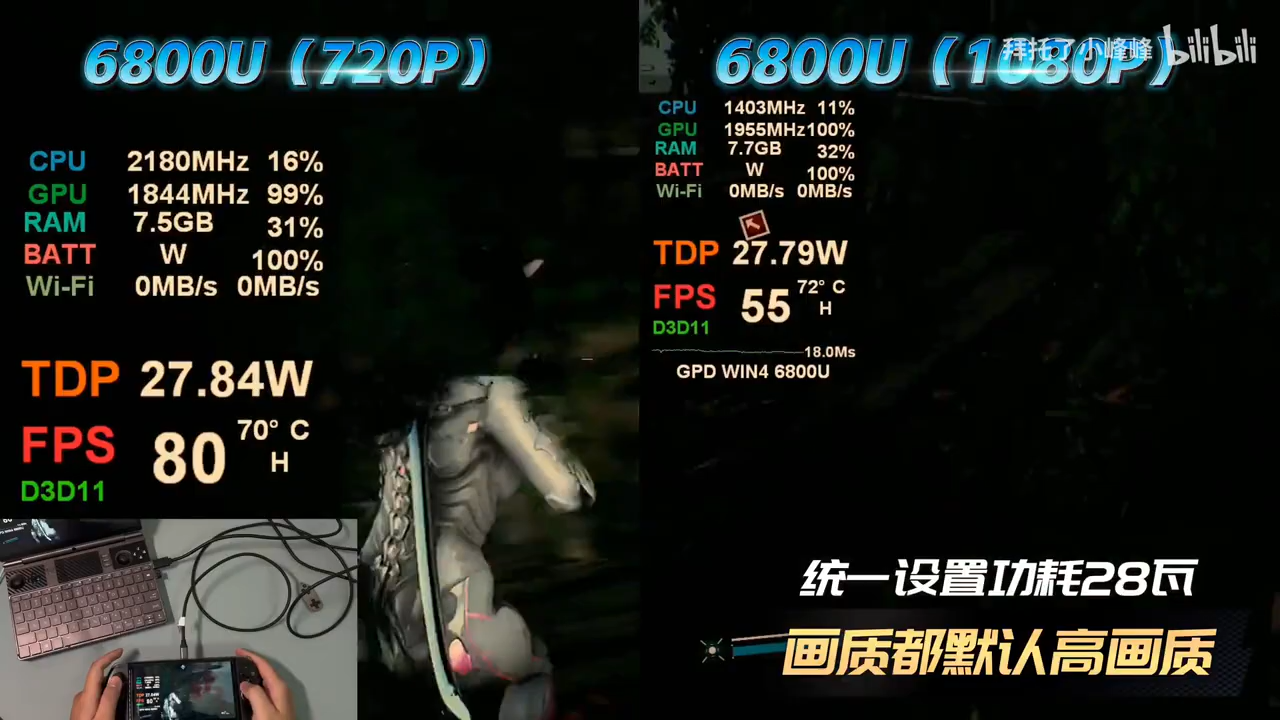 6800U（720P）
CPU 2180MHz 16%
GPU 1844MHz 99%
RAM 7.5GB 31%
BATT W 100%
Wi-Fi 0MB/s 0MB/s
TDP 27.84W
FPS 80 70° C
H
D3D11
6800U（1080P）
拜托了小峰峰 bilibili
CPU 1403MHz 11%
GPU 1955MHz 100%
RAM 7.7GB 32%
BATT W 100%
Wi-Fi 0MB/s 0MB/s
TDP 27.79W
FPS 55 72° C
H
D3D11
18.0Ms
GPD WIN4 6800U
统一设置功耗28瓦
画质都默认高画质